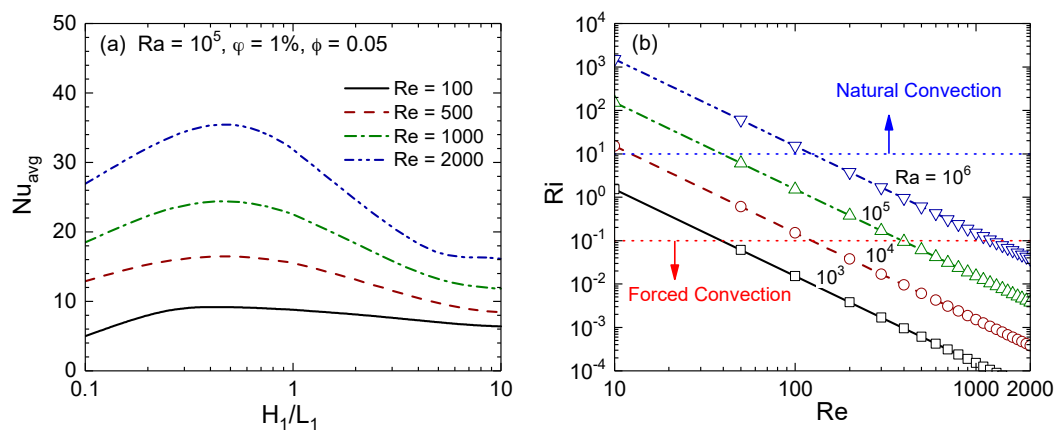 (a) Ra = 10⁵, φ = 1%, ϕ = 0.05
Re = 100
Re = 500
Re = 1000
Re = 2000
50
40
30
20
10
0
Nu_avg
0.1 1 10
H₁/L₁
(b)
Natural Convection
Ra = 10⁶
10⁵
10⁴
10³
Forced Convection
10⁴
10³
10²
10¹
10⁰
10⁻¹
10⁻²
10⁻³
10⁻⁴
Ri
10 100 1000 2000
Re